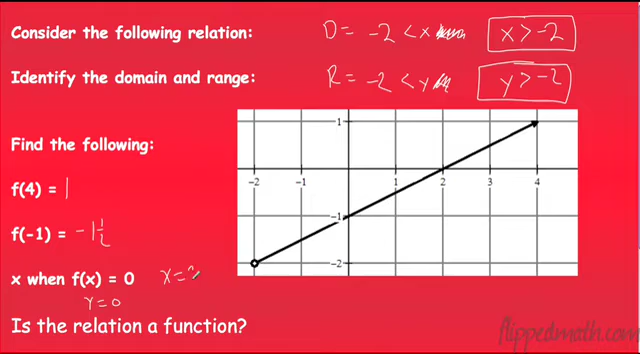 Consider the following relation: D = -2 < x x > -2
Identify the domain and range: R = -2 < y y > -2
Find the following:
f(4) = 1
f(-1) = -1 1/2
x when f(x) = 0 x = 2
y = 0
Is the relation a function?
1
-2 -1 1 2 3 4
-1
-2
flippedmath.com